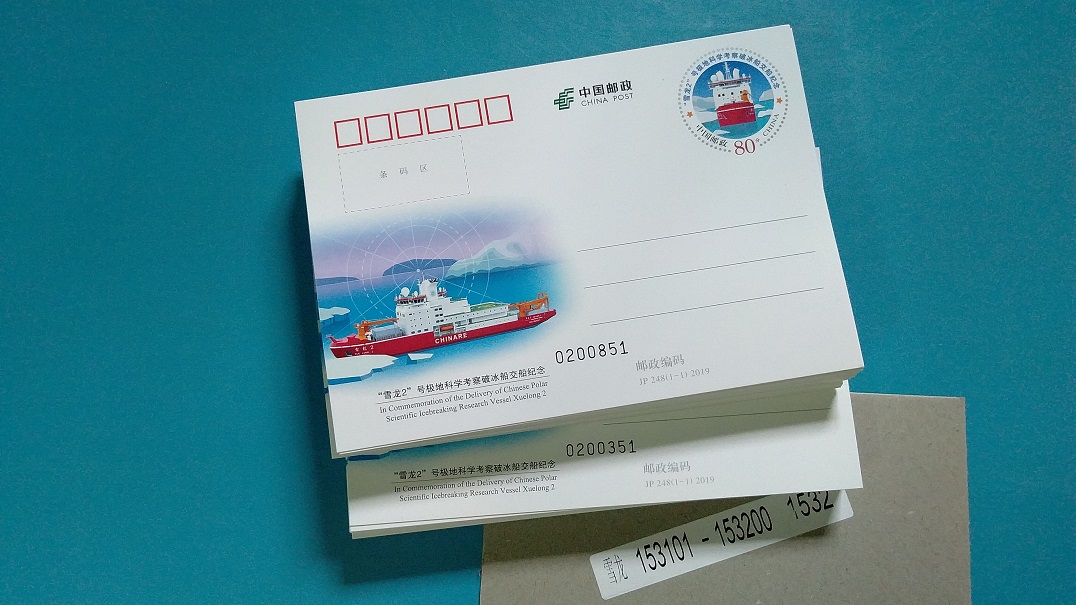 中国邮政
CHINA POST
"雪龙2"号极地科学考察破冰船交船纪念
中国邮政 80分 CHINA
条 码 区
雪龙2
CHINARE
0200851
"雪龙2"号极地科学考察破冰船交船纪念
In Commemoration of the Delivery of Chinese Polar
Scientific Icebreaking Research Vessel Xuelong 2
邮政编码
JP 248(1-1) 2019
0200351
"雪龙2"号极地科学考察破冰船交船纪念
In Commemoration of the Delivery of Chinese Polar
Scientific Icebreaking Research Vessel Xuelong 2
邮政编码
JP 248(1-1) 2019
雪龙 153101 - 153200 1532